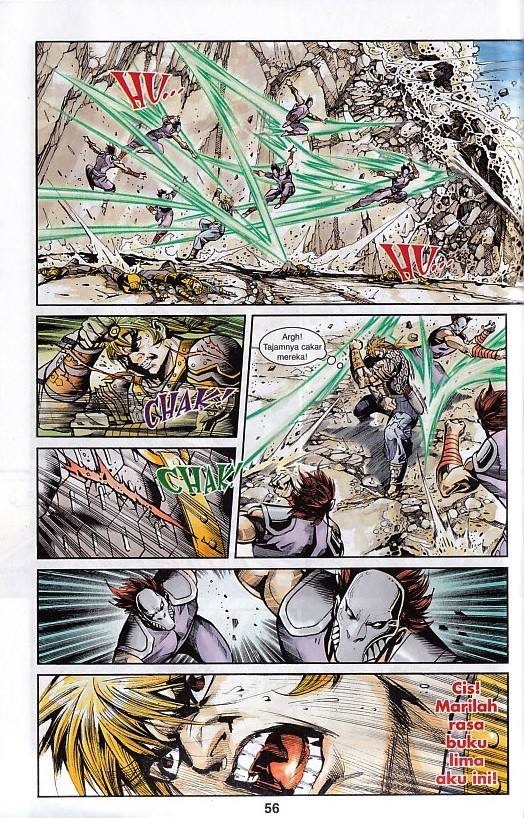 HU...
HU...
CHAK!
Argh!
Tajamnya cakar
mereka!
CHAK!
Cis!
Marilah
rasa
buku
lima
aku ini!
56